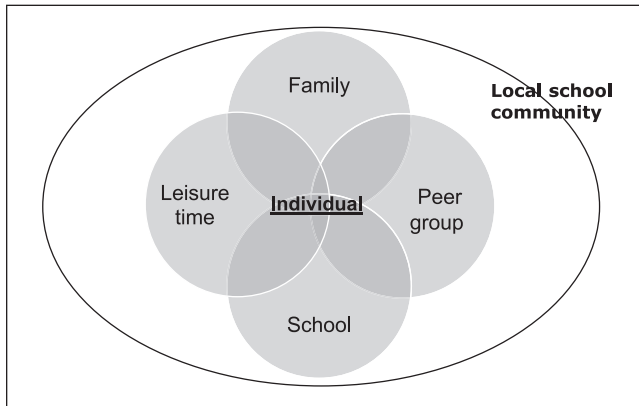 Family
Local school
community
Leisure
time
Individual
Peer
group
School